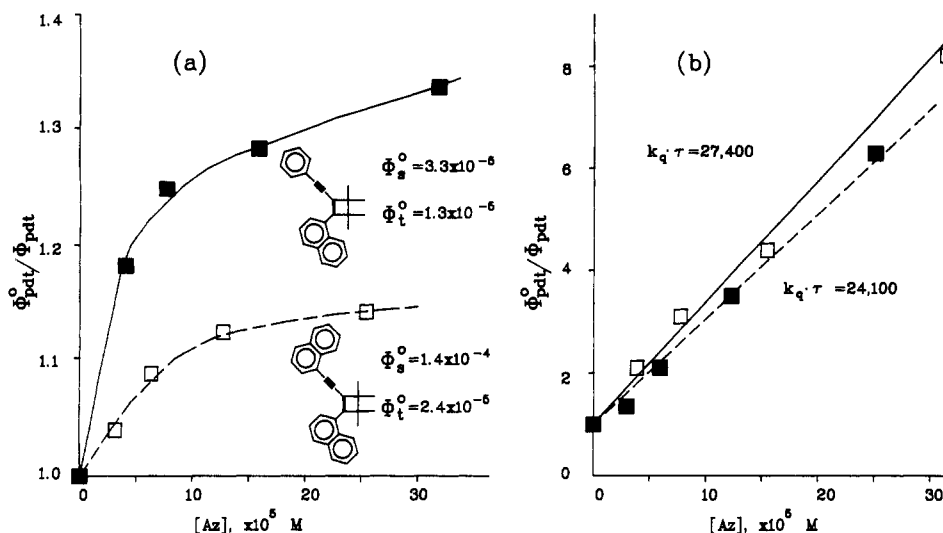 (a)
Φ°pdt/Φpdt
1.4
1.3
1.2
1.1
1.0
Φ°s=3.3x10⁻⁵
Φ°t=1.3x10⁻⁵
Φ°s=1.4x10⁻⁴
Φ°t=2.4x10⁻⁵
0 10 20 30
[Az], x10⁵ M
(b)
Φ°pdt/Φpdt
8
6
4
2
0
kq·τ=27,400
kq·τ=24,100
0 10 20 30
[Az], x10⁵ M